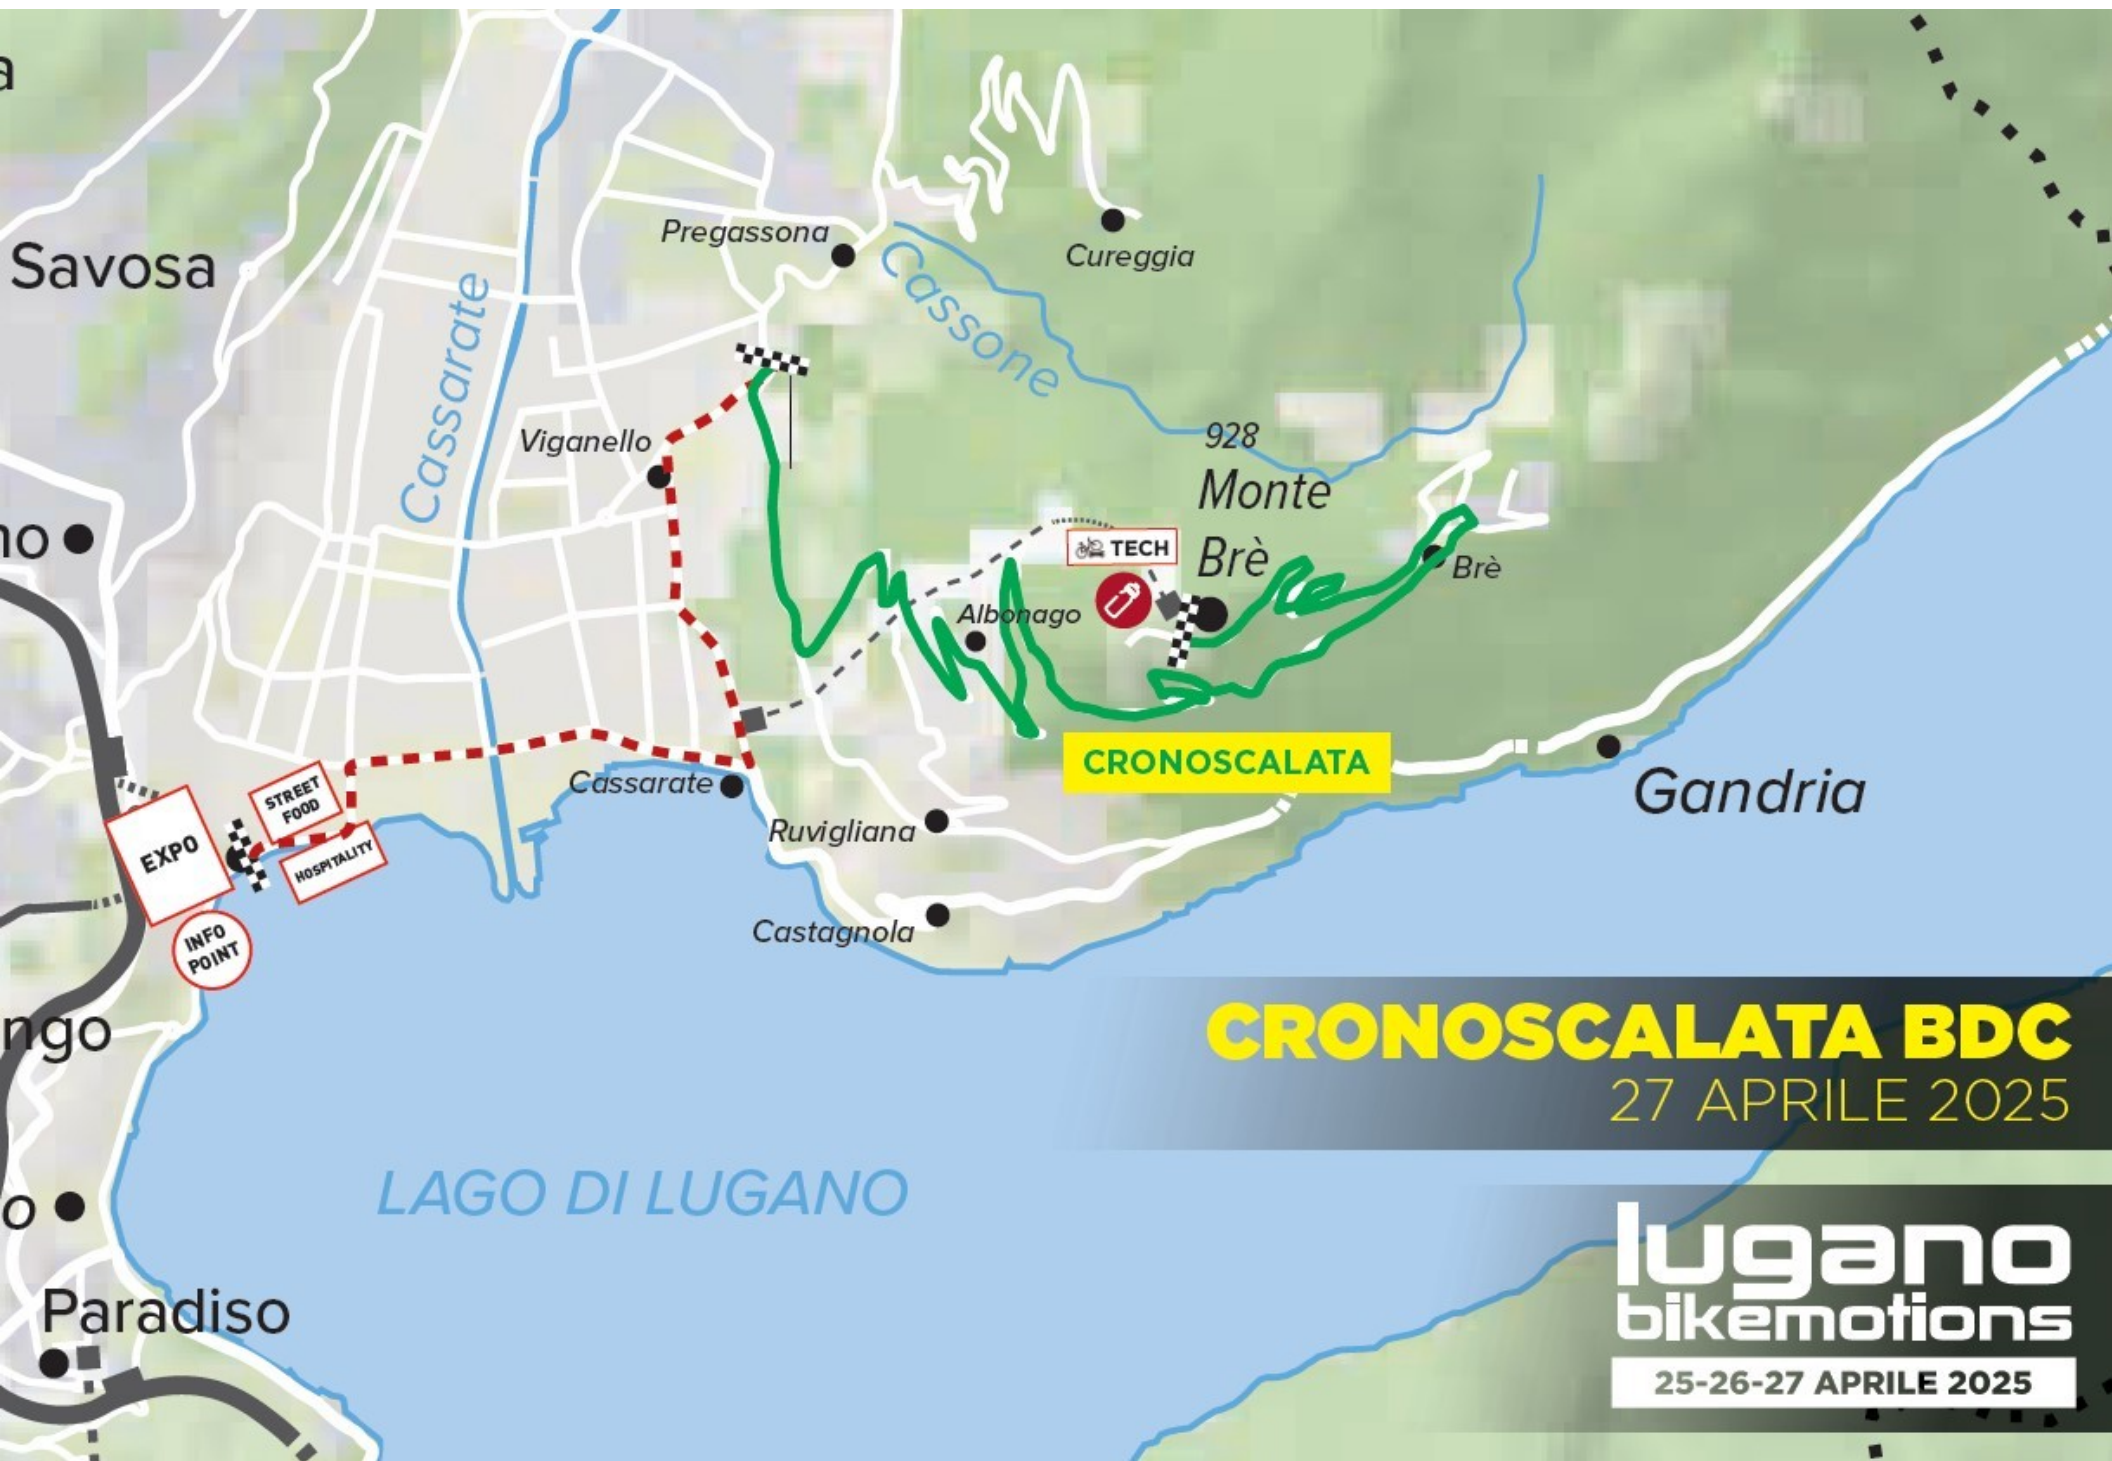 Savosa
Pregassona
Cureggia
Cassarate
Cassone
Viganello
928
Monte
Brè
TECH
Brè
Albonago
CRONOSCALATA
Cassarate
STREET
FOOD
EXPO
HOSPITALITY
INFO
POINT
Ruvigliana
Gandria
Castagnola
CRONOSCALATA BDC
27 APRILE 2025
LAGO DI LUGANO
lugano
bikemotions
25-26-27 APRILE 2025
Paradiso